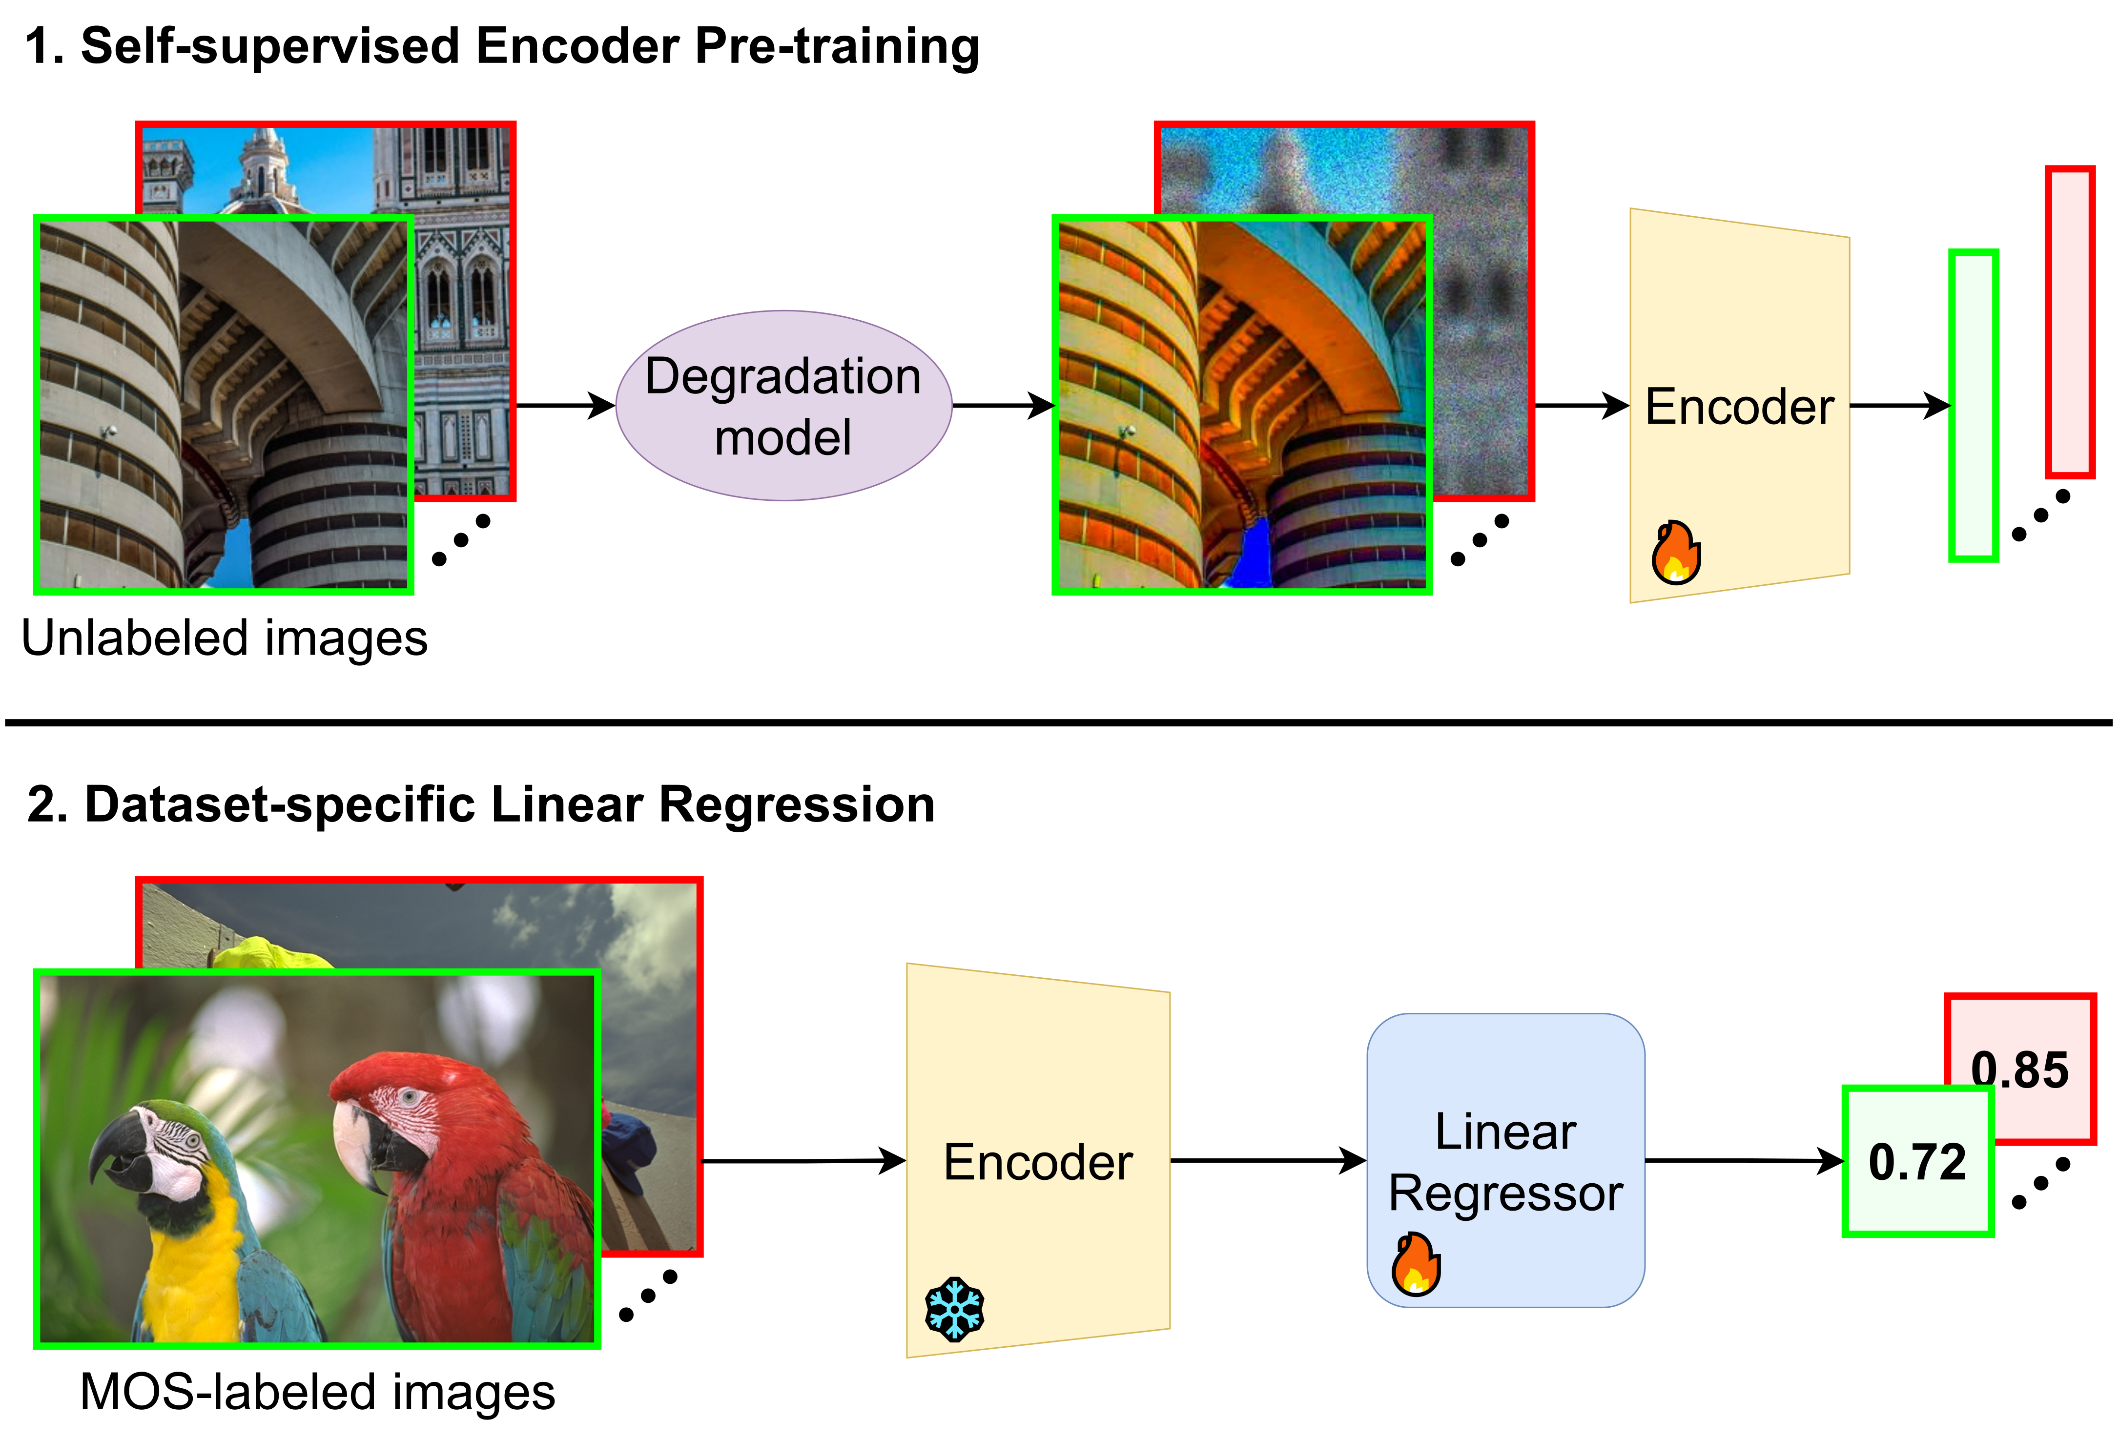 1. Self-supervised Encoder Pre-training
Degradation
model
Encoder
Unlabeled images
2. Dataset-specific Linear Regression
Encoder
Linear
Regressor
0.85
0.72
MOS-labeled images